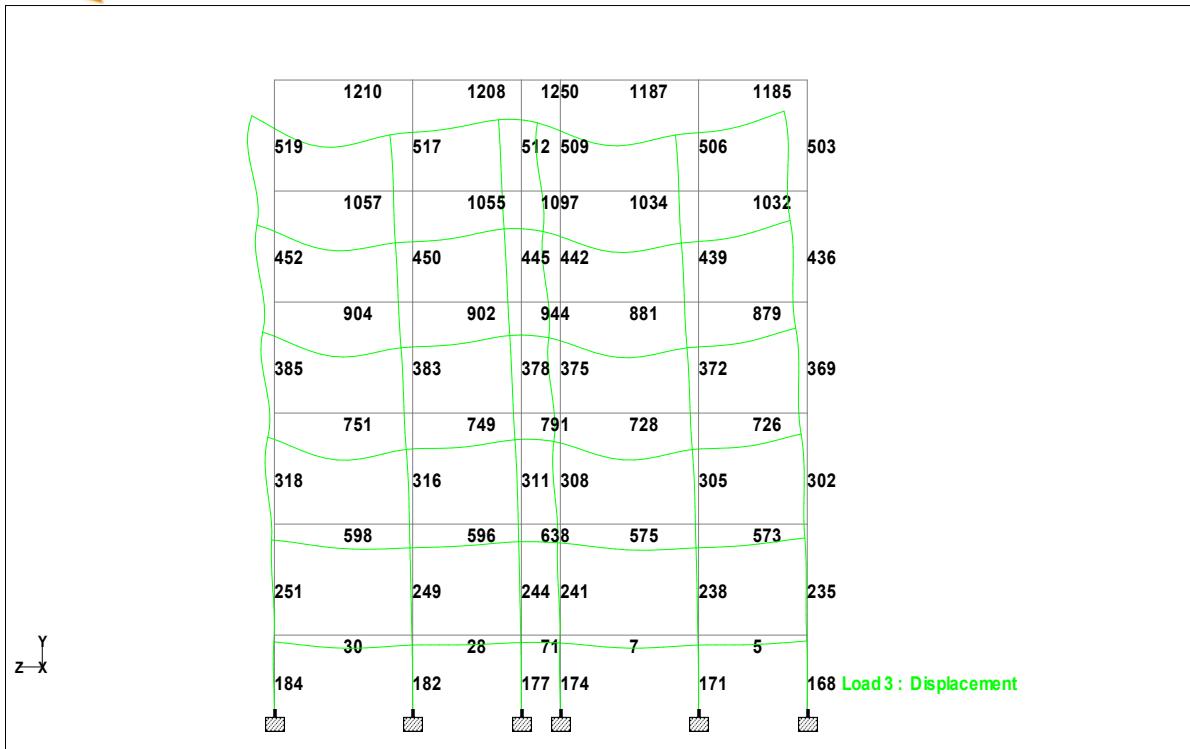 1210 1208 1250 1187 1185
519 517 512 509 506 503
1057 1055 1097 1034 1032
452 450 445 442 439 436
904 902 944 881 879
385 383 378 375 372 369
751 749 791 728 726
318 316 311 308 305 302
598 596 638 575 573
251 249 244 241 238 235
Y
30 28 71 7 5
Z X
184 182 177 174 171 168 Load 3 : Displacement